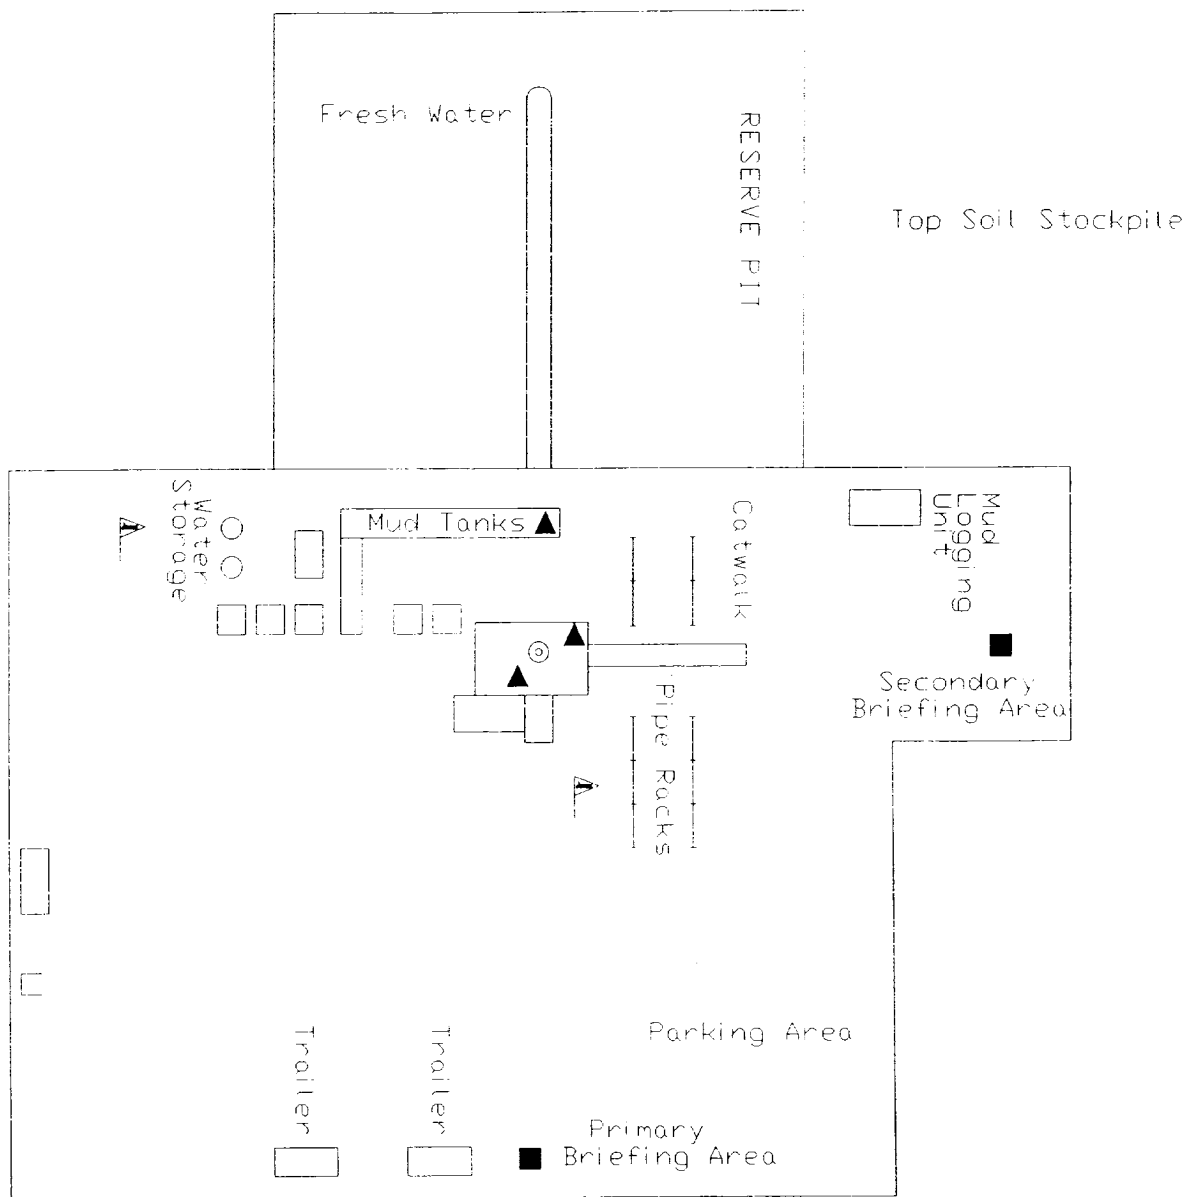 Fresh Water
RESERVE PIT
Top Soil Stockpile
Water
Storage
Mud Tanks
Catwalk
Mud
Logging
Unit
Secondary
Briefing Area
Pipe Racks
Parking Area
Trailer
Trailer
Primary
Briefing Area